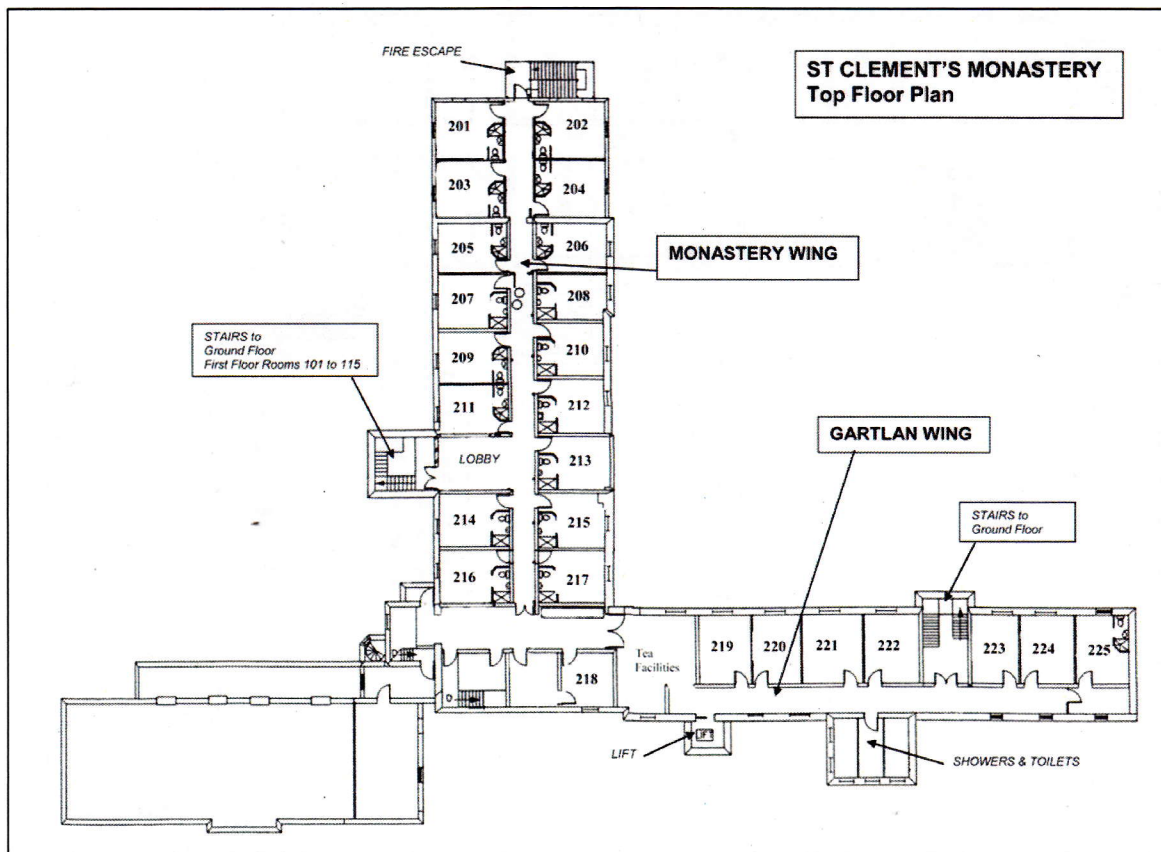 FIRE ESCAPE
ST CLEMENT'S MONASTERY
Top Floor Plan
201
202
203
204
205
206
MONASTERY WING
207
208
STAIRS to
Ground Floor
First Floor Rooms 101 to 115
209
210
211
212
GARTLAN WING
LOBBY
213
214
215
STAIRS to
Ground Floor
216
217
218
Tea
Facilities
219
220
221
222
223
224
225
LIFT
LIFT
SHOWERS & TOILETS